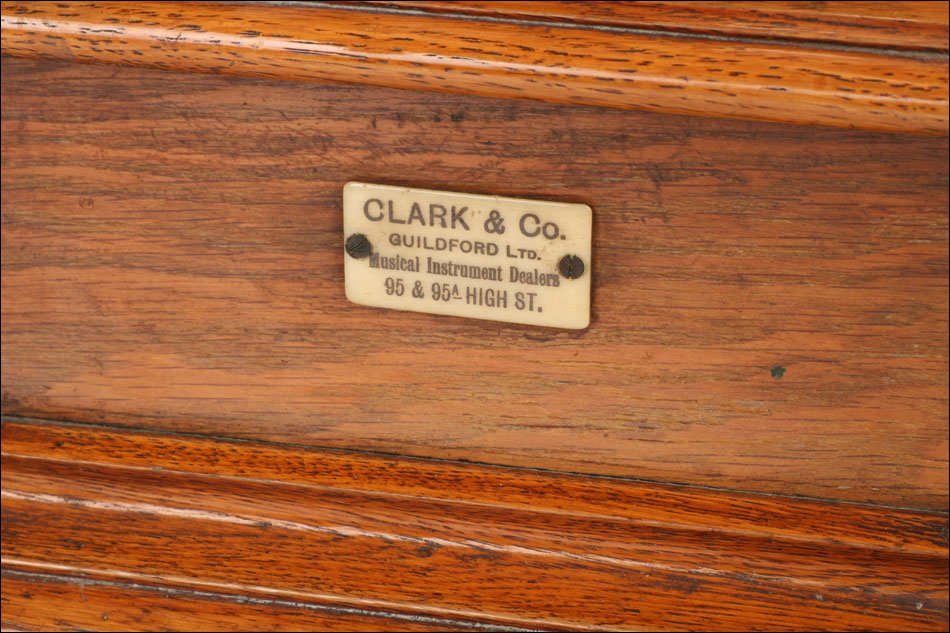 CLARK & Co.
GUILDFORD LTD.
Musical Instrument Dealers
95 & 95A HIGH ST.